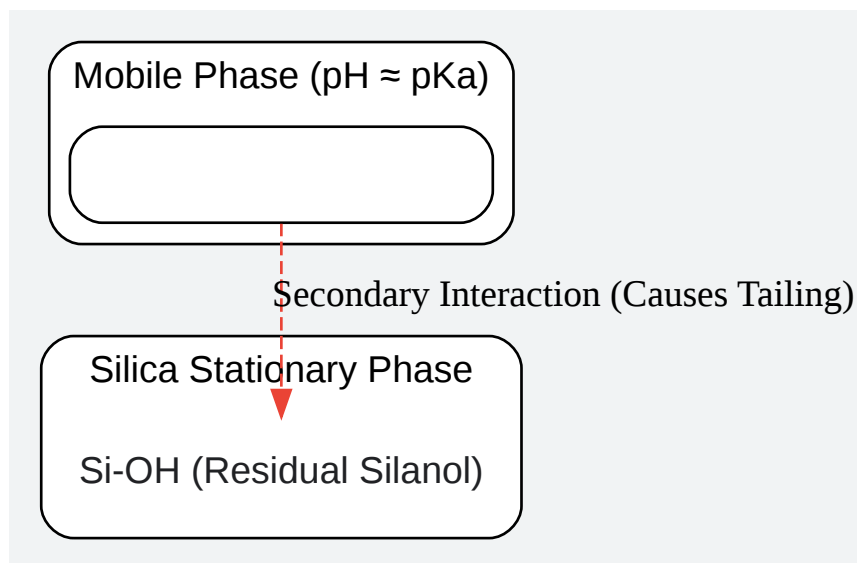 Mobile Phase (pH ≈ pKa)
Secondary Interaction (Causes Tailing)
Silica Stationary Phase
Si-OH (Residual Silanol)